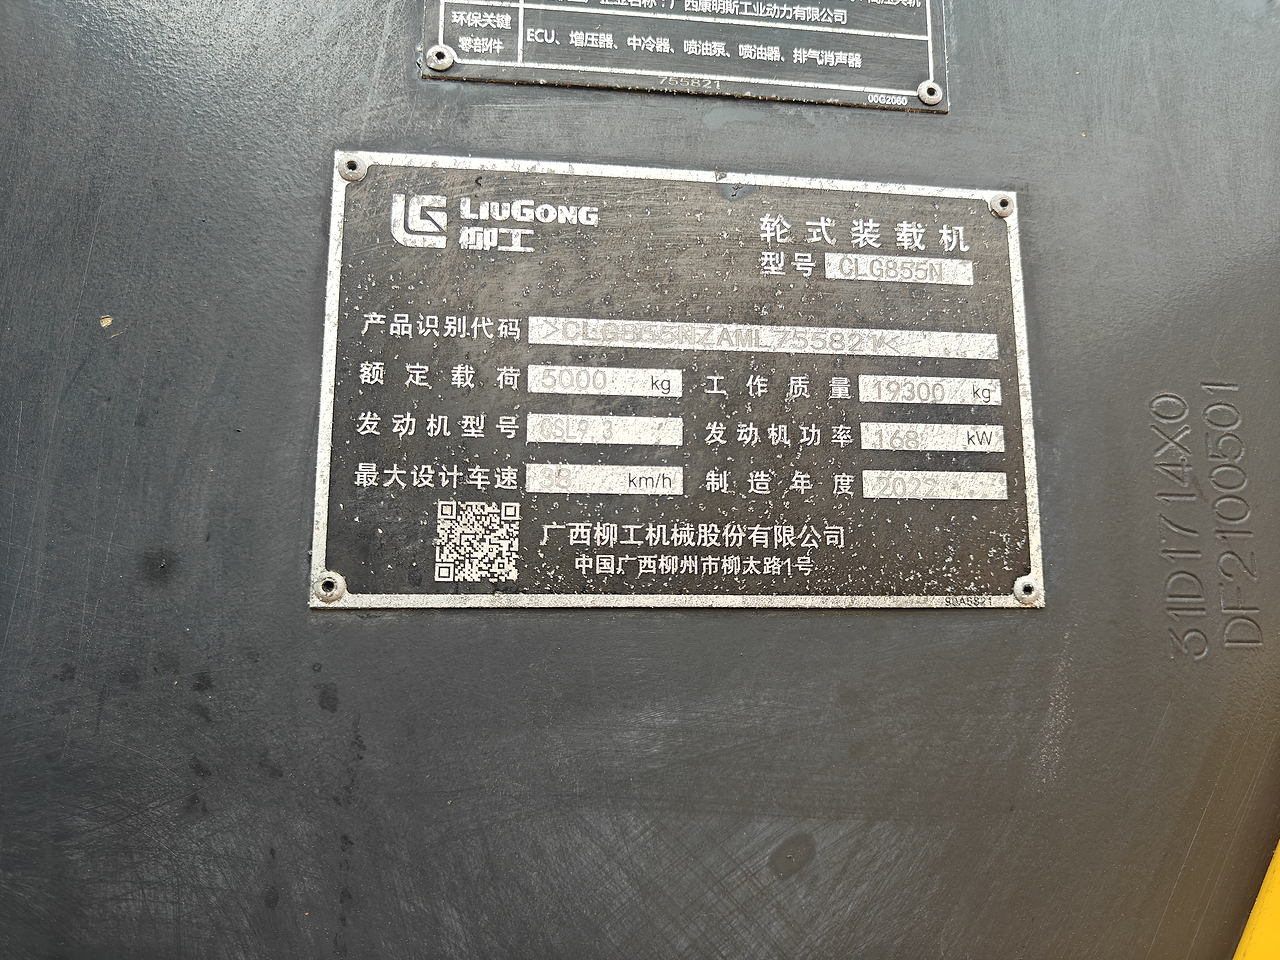 广西康明斯工业动力有限公司
环保关键零部件 ECU、增压器、中冷器、喷油泵、喷油器、排气消声器
755821
00G2060
LIUGONG
柳工
轮式装载机
型号 CLG855N
产品识别代码 >CLG855NZAML755821<
额定载荷 5000 kg 工作质量 19300 kg
发动机型号 QSL9.3 发动机功率 168 kW
最大设计车速 38 km/h 制造年度
广西柳工机械股份有限公司
中国广西柳州市柳太路1号
90A5821
31D1714X0
DF2100501